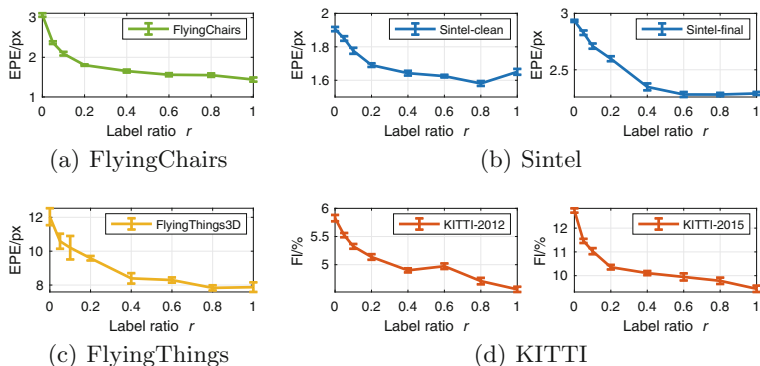 3
2
1
EPE/px
FlyingChairs
0 0.2 0.4 0.6 0.8 1
Label ratio r
(a) FlyingChairs
2
1.8
1.6
EPE/px
Sintel-clean
0 0.2 0.4 0.6 0.8 1
Label ratio r
2.5
EPE/px
Sintel-final
0 0.2 0.4 0.6 0.8 1
Label ratio r
(b) Sintel
12
10
8
EPE/px
FlyingThings3D
0 0.2 0.4 0.6 0.8 1
Label ratio r
(c) FlyingThings
6
5.5
5
Fl/%
KITTI-2012
0 0.2 0.4 0.6 0.8 1
Label ratio r
12
11
10
Fl/%
KITTI-2015
0 0.2 0.4 0.6 0.8 1
Label ratio r
(d) KITTI